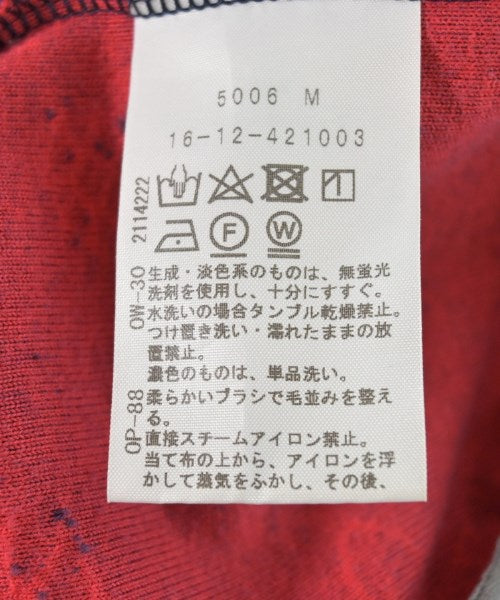 5006 M
16-12-421003
2114222
F
W
OW-30
生成・淡色系のものは、無蛍光
洗剤を使用し、十分にすすぐ。
水洗いの場合タンブル乾燥禁止。
つけ置き洗い・濡れたままの放
置禁止。
濃色のものは、単品洗い。
OP-88
柔らかいブラシで毛並みを整え
る。
直接スチームアイロン禁止。
当て布の上から、アイロンを浮
かして蒸気をふかし、その後、